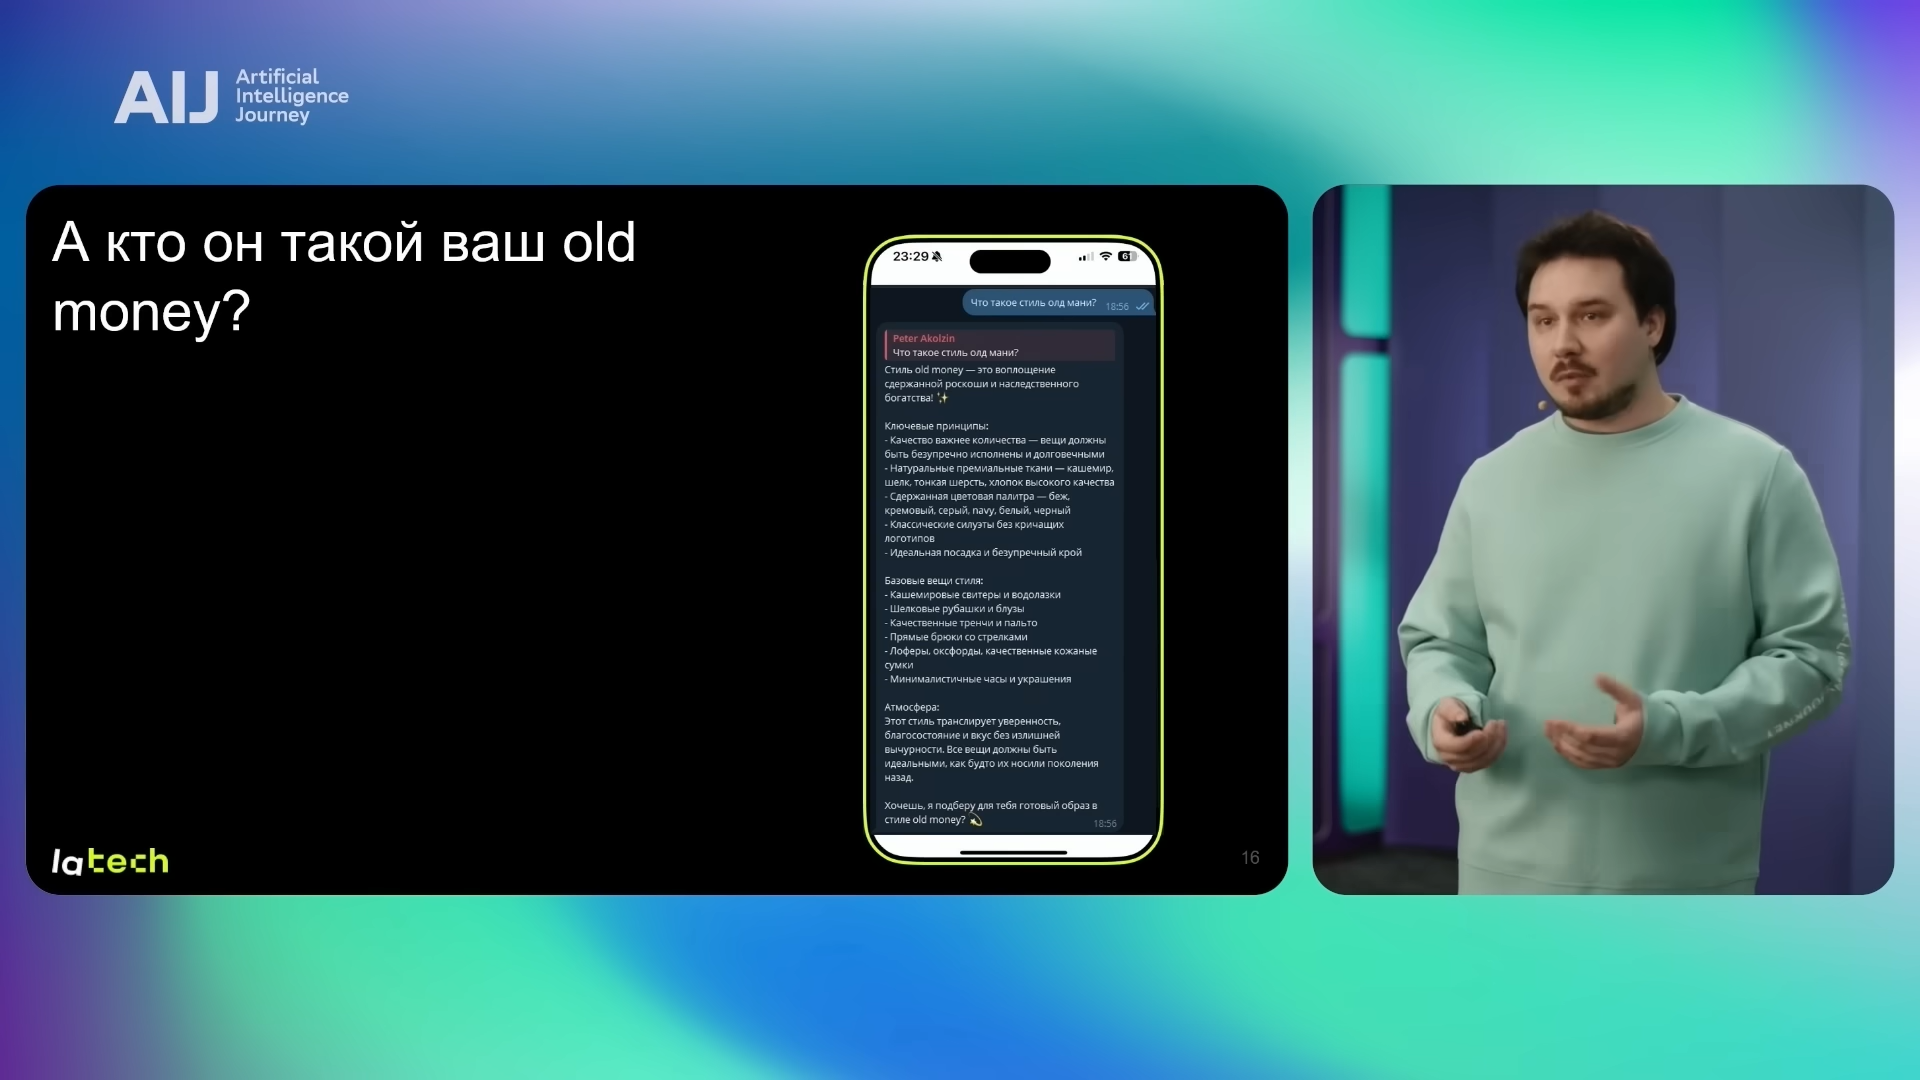 AIJ Artificial
Intelligence
Journey
А кто он такой ваш old
money?
23:29
61
Что такое стиль олд мани? 18:56
Peter Akolzin
Что такое стиль олд мани?
Стиль old money — это воплощение
сдержанной роскоши и наследственного
богатства! ✨
Ключевые принципы:
- Качество важнее количества — вещи должны
быть безупречно исполнены и долговечными
- Натуральные премиальные ткани — кашемир,
шелк, тонкая шерсть, хлопок высокого качества
- Сдержанная цветовая палитра — беж,
кремовый, серый, navy, белый, черный
- Классические силуэты без кричащих
логотипов
- Идеальная посадка и безупречный крой
Базовые вещи стиля:
- Кашемировые свитеры и водолазки
- Шелковые рубашки и блузы
- Качественные тренчи и пальто
- Прямые брюки со стрелками
- Лоферы, оксфорды, качественные кожаные
сумки
- Минималистичные часы и украшения
Атмосфера:
Этот стиль транслирует уверенность,
благосостояние и вкус без излишней
вычурности. Все вещи должны быть
идеальными, как будто их носили поколения
назад.
Хочешь, я подберу для тебя готовый образ в
стиле old money? 💫
18:56
latech
16